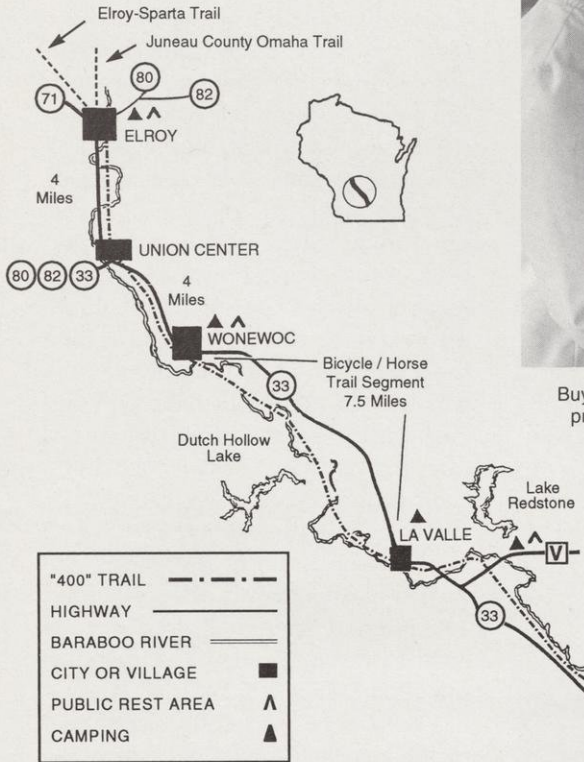 Elroy-Sparta Trail
Juneau County Omaha Trail
80
71
82
ELROY
4
Miles
UNION CENTER
80 82 33
4
Miles
WONEWOC
Bicycle / Horse
Trail Segment
7.5 Miles
33
Dutch Hollow
Lake
Lake
Redstone
LA VALLE
V
33
Buy
pr
"400" TRAIL
HIGHWAY
BARABOO RIVER
CITY OR VILLAGE
PUBLIC REST AREA
CAMPING